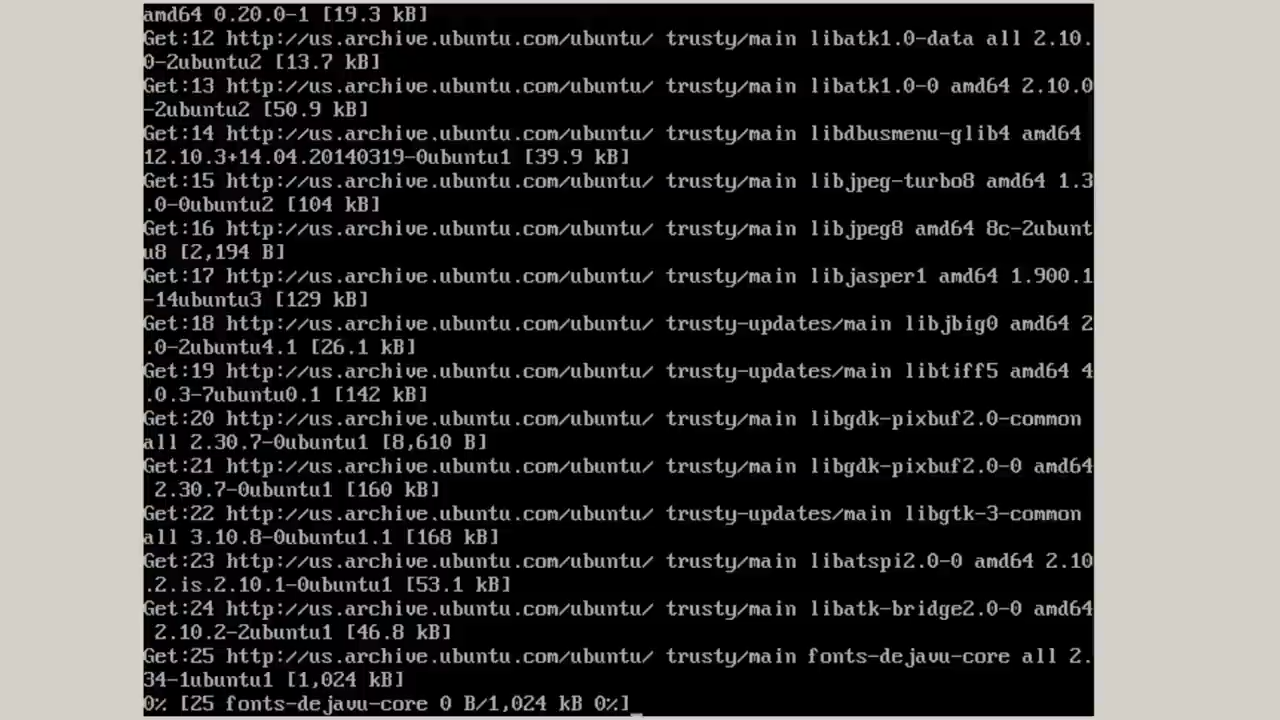 amd64 0.20.0-1 [19.3 kB]
Get:12 http://us.archive.ubuntu.com/ubuntu/ trusty/main libatk1.0-data all 2.10.
0-2ubuntu2 [13.7 kB]
Get:13 http://us.archive.ubuntu.com/ubuntu/ trusty/main libatk1.0-0 amd64 2.10.0
-2ubuntu2 [50.9 kB]
Get:14 http://us.archive.ubuntu.com/ubuntu/ trusty/main libdbusmenu-glib4 amd64
12.10.3+14.04.20140319-0ubuntu1 [39.9 kB]
Get:15 http://us.archive.ubuntu.com/ubuntu/ trusty/main libjpeg-turbo8 amd64 1.3
.0-0ubuntu2 [104 kB]
Get:16 http://us.archive.ubuntu.com/ubuntu/ trusty/main libjpeg8 amd64 8c-2ubunt
u8 [2,194 B]
Get:17 http://us.archive.ubuntu.com/ubuntu/ trusty/main libjasper1 amd64 1.900.1
-14ubuntu3 [129 kB]
Get:18 http://us.archive.ubuntu.com/ubuntu/ trusty-updates/main libjbig0 amd64 2
.0-2ubuntu4.1 [26.1 kB]
Get:19 http://us.archive.ubuntu.com/ubuntu/ trusty-updates/main libtiff5 amd64 4
.0.3-7ubuntu0.1 [142 kB]
Get:20 http://us.archive.ubuntu.com/ubuntu/ trusty/main libgdk-pixbuf2.0-common
all 2.30.7-0ubuntu1 [8,610 B]
Get:21 http://us.archive.ubuntu.com/ubuntu/ trusty/main libgdk-pixbuf2.0-0 amd64
 2.30.7-0ubuntu1 [160 kB]
Get:22 http://us.archive.ubuntu.com/ubuntu/ trusty-updates/main libgtk-3-common
all 3.10.8-0ubuntu1.1 [168 kB]
Get:23 http://us.archive.ubuntu.com/ubuntu/ trusty/main libatspi2.0-0 amd64 2.10
.2.is.2.10.1-0ubuntu1 [53.1 kB]
Get:24 http://us.archive.ubuntu.com/ubuntu/ trusty/main libatk-bridge2.0-0 amd64
 2.10.2-2ubuntu1 [46.8 kB]
Get:25 http://us.archive.ubuntu.com/ubuntu/ trusty/main fonts-dejavu-core all 2.
34-1ubuntu1 [1,024 kB]
0% [25 fonts-dejavu-core 0 B/1,024 kB 0%]